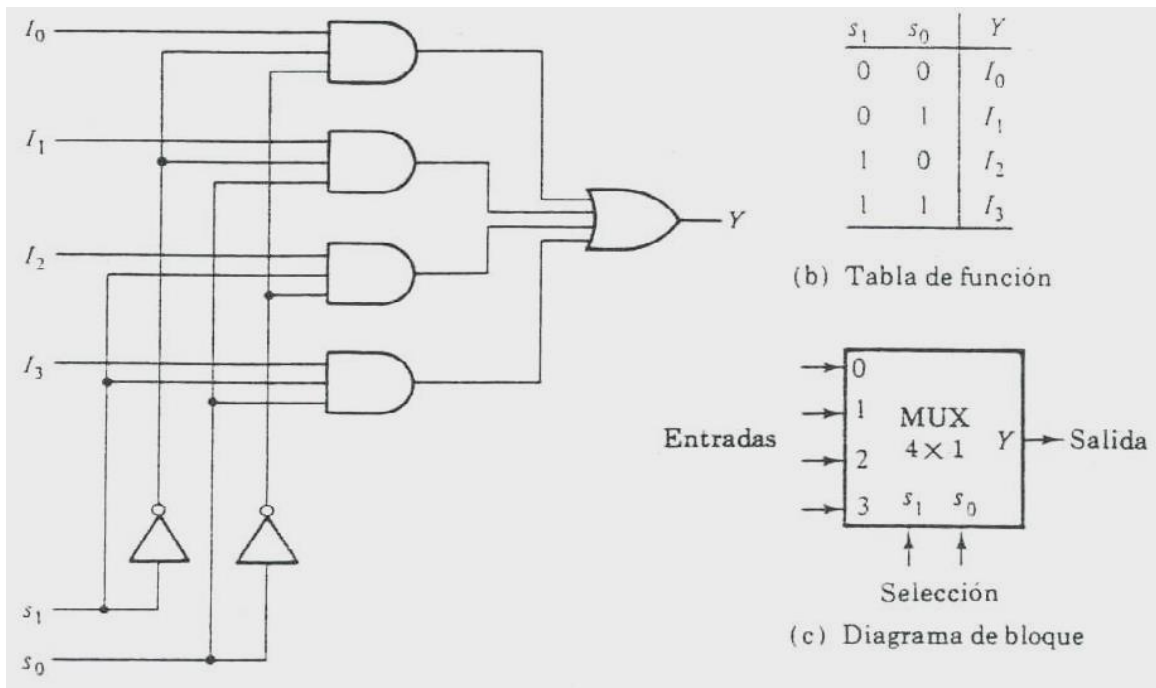 I0
I1
I2
I3
s1
s0
Y
s1 s0 Y
0 0 I0
0 1 I1
1 0 I2
1 1 I3
(b) Tabla de función
Entradas
0
1
2
3
MUX
4 × 1
Y
s1 s0
Salida
Selección
(c) Diagrama de bloque